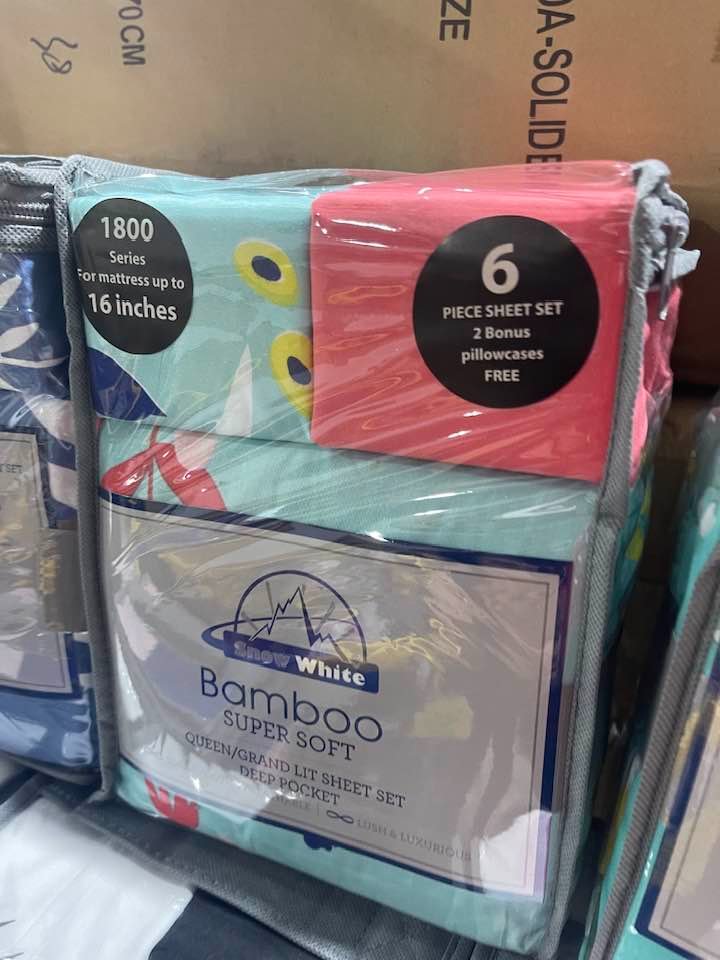 70 CM
ZE
DA-SOLIDE
1800
Series
For mattress up to
16 inches
6
PIECE SHEET SET
2 Bonus
pillowcases
FREE
Snow White
Bamboo
SUPER SOFT
QUEEN/GRAND LIT SHEET SET
DEEP POCKET
LUSH & LUXURIOUS
T SET